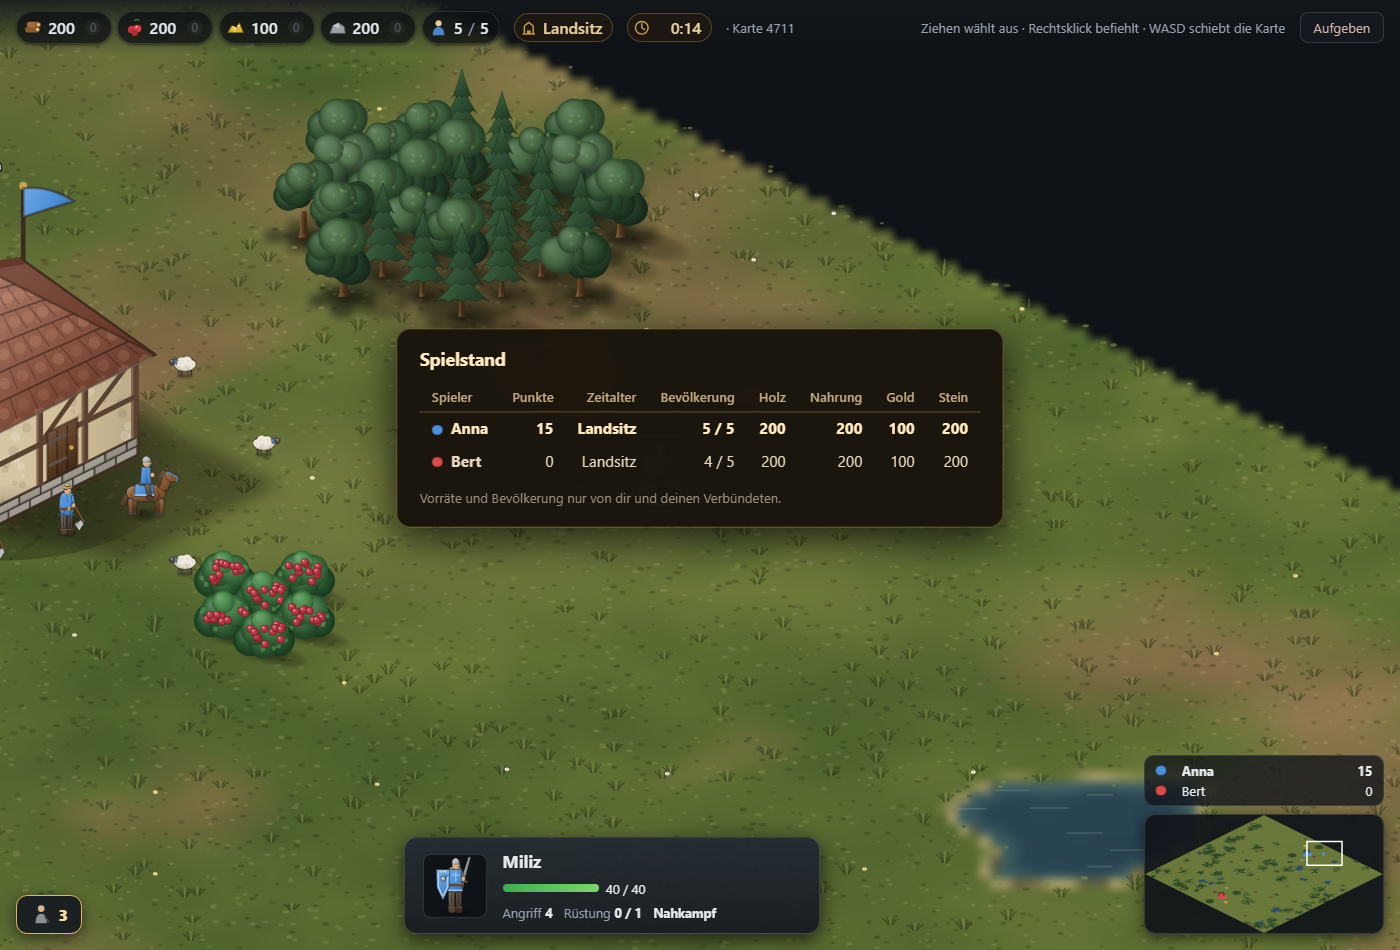 200 0 200 0 100 0 200 0 5 / 5 Landsitz 0:14 · Karte 4711 Ziehen wählt aus · Rechtsklick befiehlt · WASD schiebt die Karte Aufgeben
Spielstand
Spieler Punkte Zeitalter Bevölkerung Holz Nahrung Gold Stein
Anna 15 Landsitz 5 / 5 200 200 100 200
Bert 0 Landsitz 4 / 5 200 200 100 200
Vorräte und Bevölkerung nur von dir und deinen Verbündeten.
Anna 15
Bert 0
Miliz
40 / 40
Angriff 4 Rüstung 0 / 1 Nahkampf
3